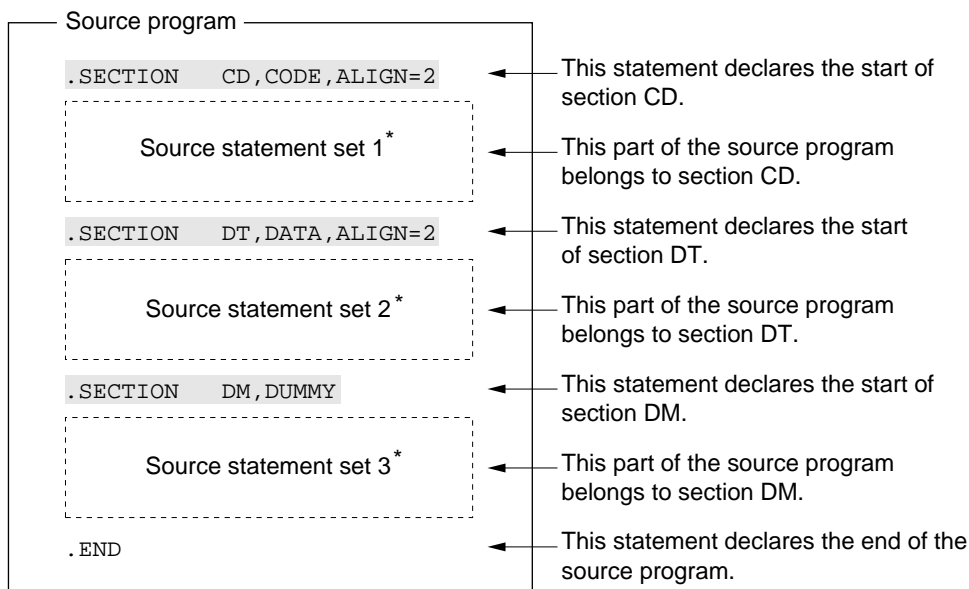 Source program
.SECTION CD,CODE,ALIGN=2
This statement declares the start of
section CD.
Source statement set 1*
This part of the source program
belongs to section CD.
.SECTION DT,DATA,ALIGN=2
This statement declares the start
of section DT.
Source statement set 2*
This part of the source program
belongs to section DT.
.SECTION DM,DUMMY
This statement declares the start of
section DM.
Source statement set 3*
This part of the source program
belongs to section DM.
.END
This statement declares the end of the
source program.